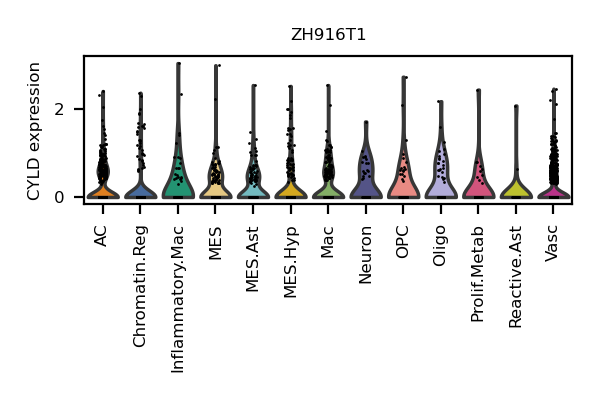 ZH916T1
CYLD expression
2
0
AC
Chromatin.Reg
Inflammatory.Mac
MES
MES.Ast
MES.Hyp
Mac
Neuron
OPC
Oligo
Prolif.Metab
Reactive.Ast
Vasc